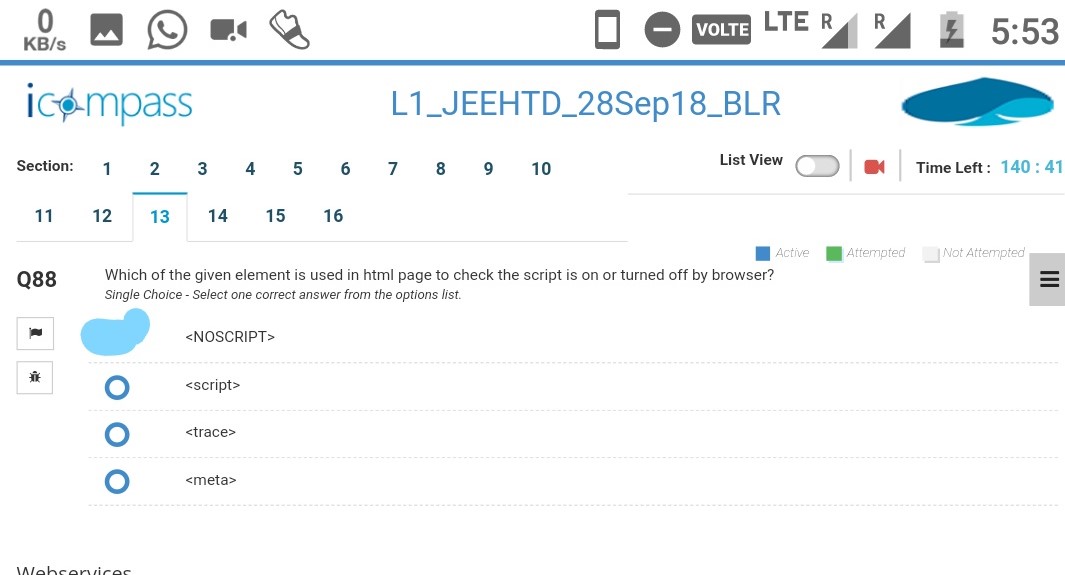 0
KB/s
VOLTE LTE R R 5:53
icompass
L1_JEEHTD_28Sep18_BLR
Section: 1 2 3 4 5 6 7 8 9 10
List View
Time Left : 140 : 41
11 12 13 14 15 16
Active Attempted Not Attempted
Q88 Which of the given element is used in html page to check the script is on or turned off by browser?
Single Choice - Select one correct answer from the options list.
<NOSCRIPT>
<script>
<trace>
<meta>
Webservices